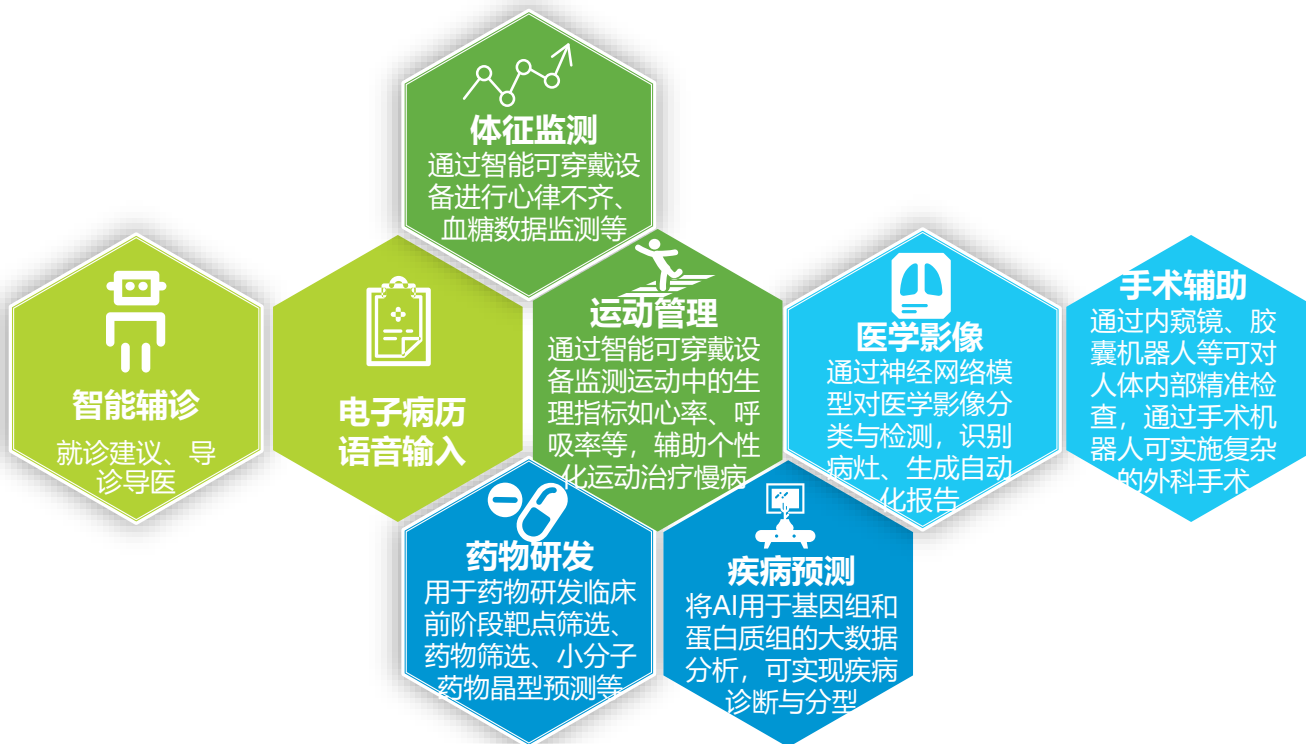 体征监测
通过智能可穿戴设
备进行心律不齐、
血糖数据监测等
智能辅诊
就诊建议、导
诊导医
电子病历
语音输入
运动管理
通过智能可穿戴设
备监测运动中的生
理指标如心率、呼
吸率等，辅助个性
化运动治疗慢病
医学影像
通过神经网络模
型对医学影像分
类与检测，识别
病灶、生成自动
化报告
手术辅助
通过内窥镜、胶
囊机器人等可对
人体内部精准检
查，通过手术机
器人可实施复杂
的外科手术
药物研发
用于药物研发临床
前阶段靶点筛选、
药物筛选、小分子
药物晶型预测等
疾病预测
将AI用于基因组和
蛋白质组的大数据
分析，可实现疾病
诊断与分型